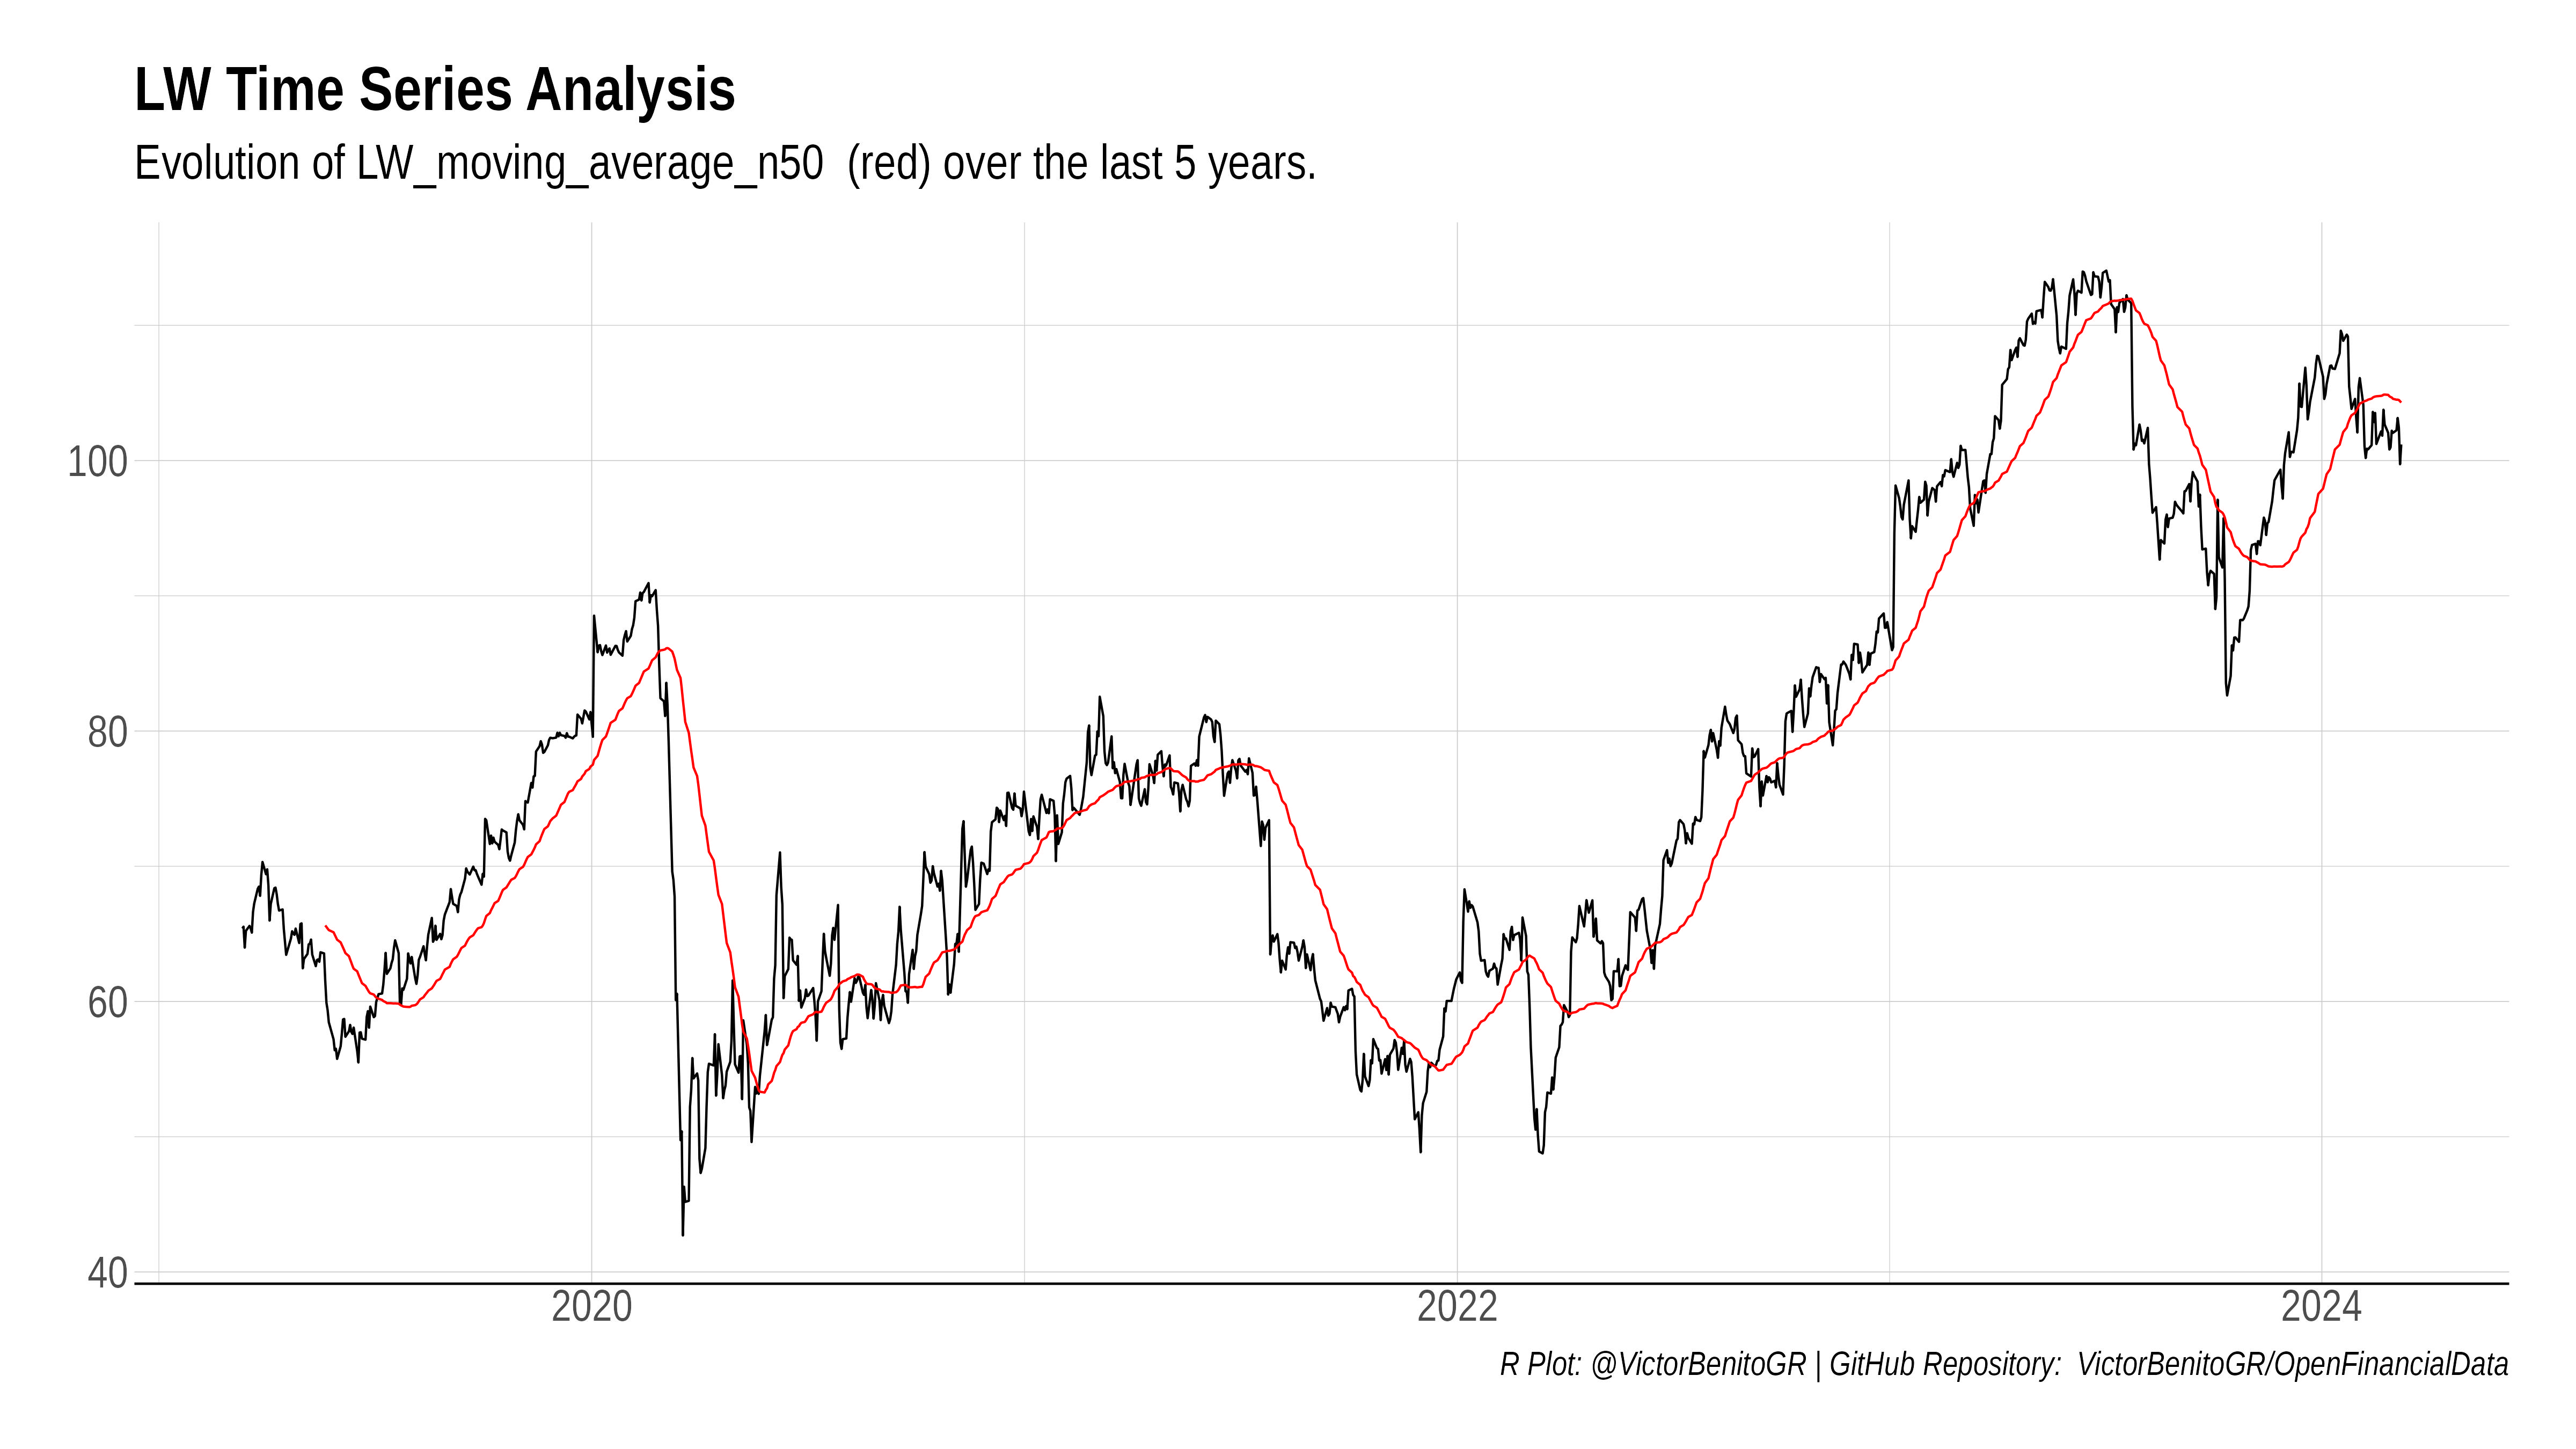 LW Time Series Analysis
Evolution of LW_moving_average_n50  (red) over the last 5 years.
100
80
60
40
2020
2022
2024
R Plot: @VictorBenitoGR | GitHub Repository:  VictorBenitoGR/OpenFinancialData